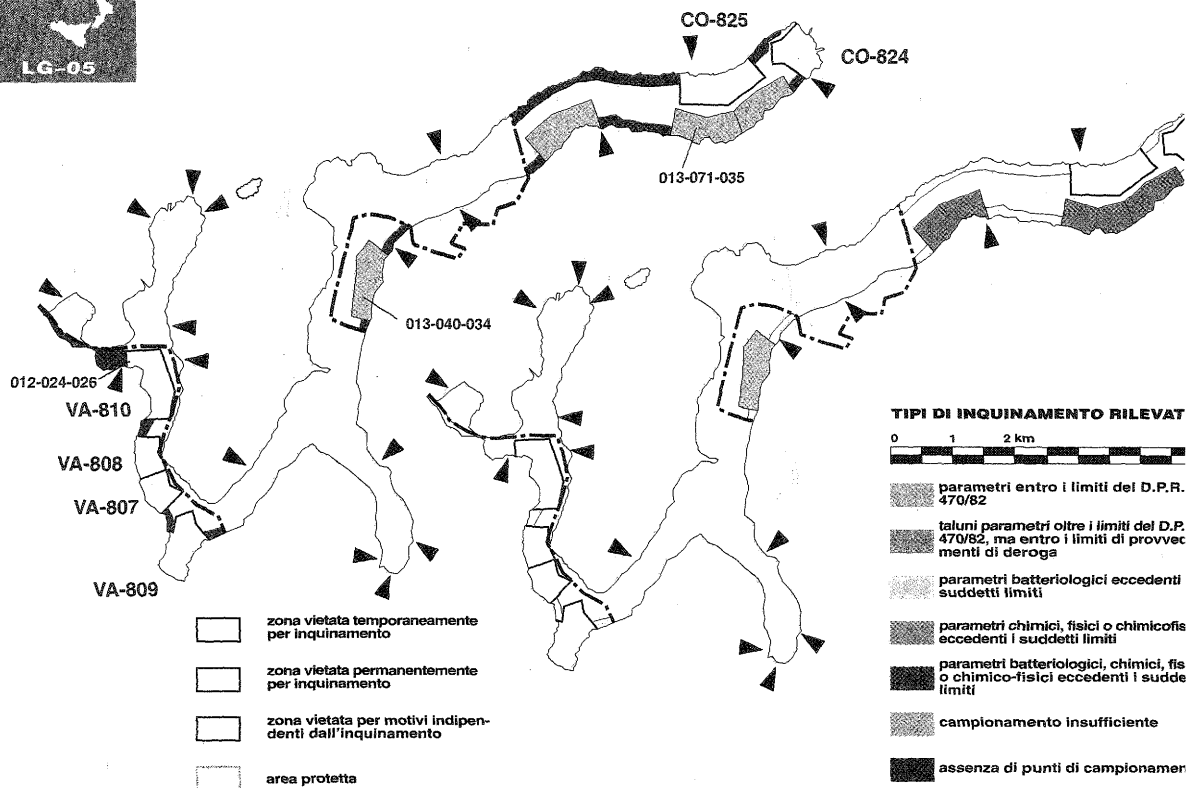 LG-05
CO-825
CO-824
013-071-035
013-040-034
012-024-026
VA-810
VA-808
VA-807
VA-809
zona vietata temporaneamente
per inquinamento
zona vietata permanentemente
per inquinamento
zona vietata per motivi indipen-
denti dall'inquinamento
area protetta
TIPI DI INQUINAMENTO RILEVAT
0 1 2 km
parametri entro i limiti del D.P.R.
470/82
taluni parametri oltre i limiti del D.P.
470/82, ma entro i limiti di provved
menti di deroga
parametri batteriologici eccedenti
suddetti limiti
parametri chimici, fisici o chimicofis
eccedenti i suddetti limiti
parametri batteriologici, chimici, fis
o chimico-fisici eccedenti i sudde
limiti
campionamento insufficiente
assenza di punti di campionamen